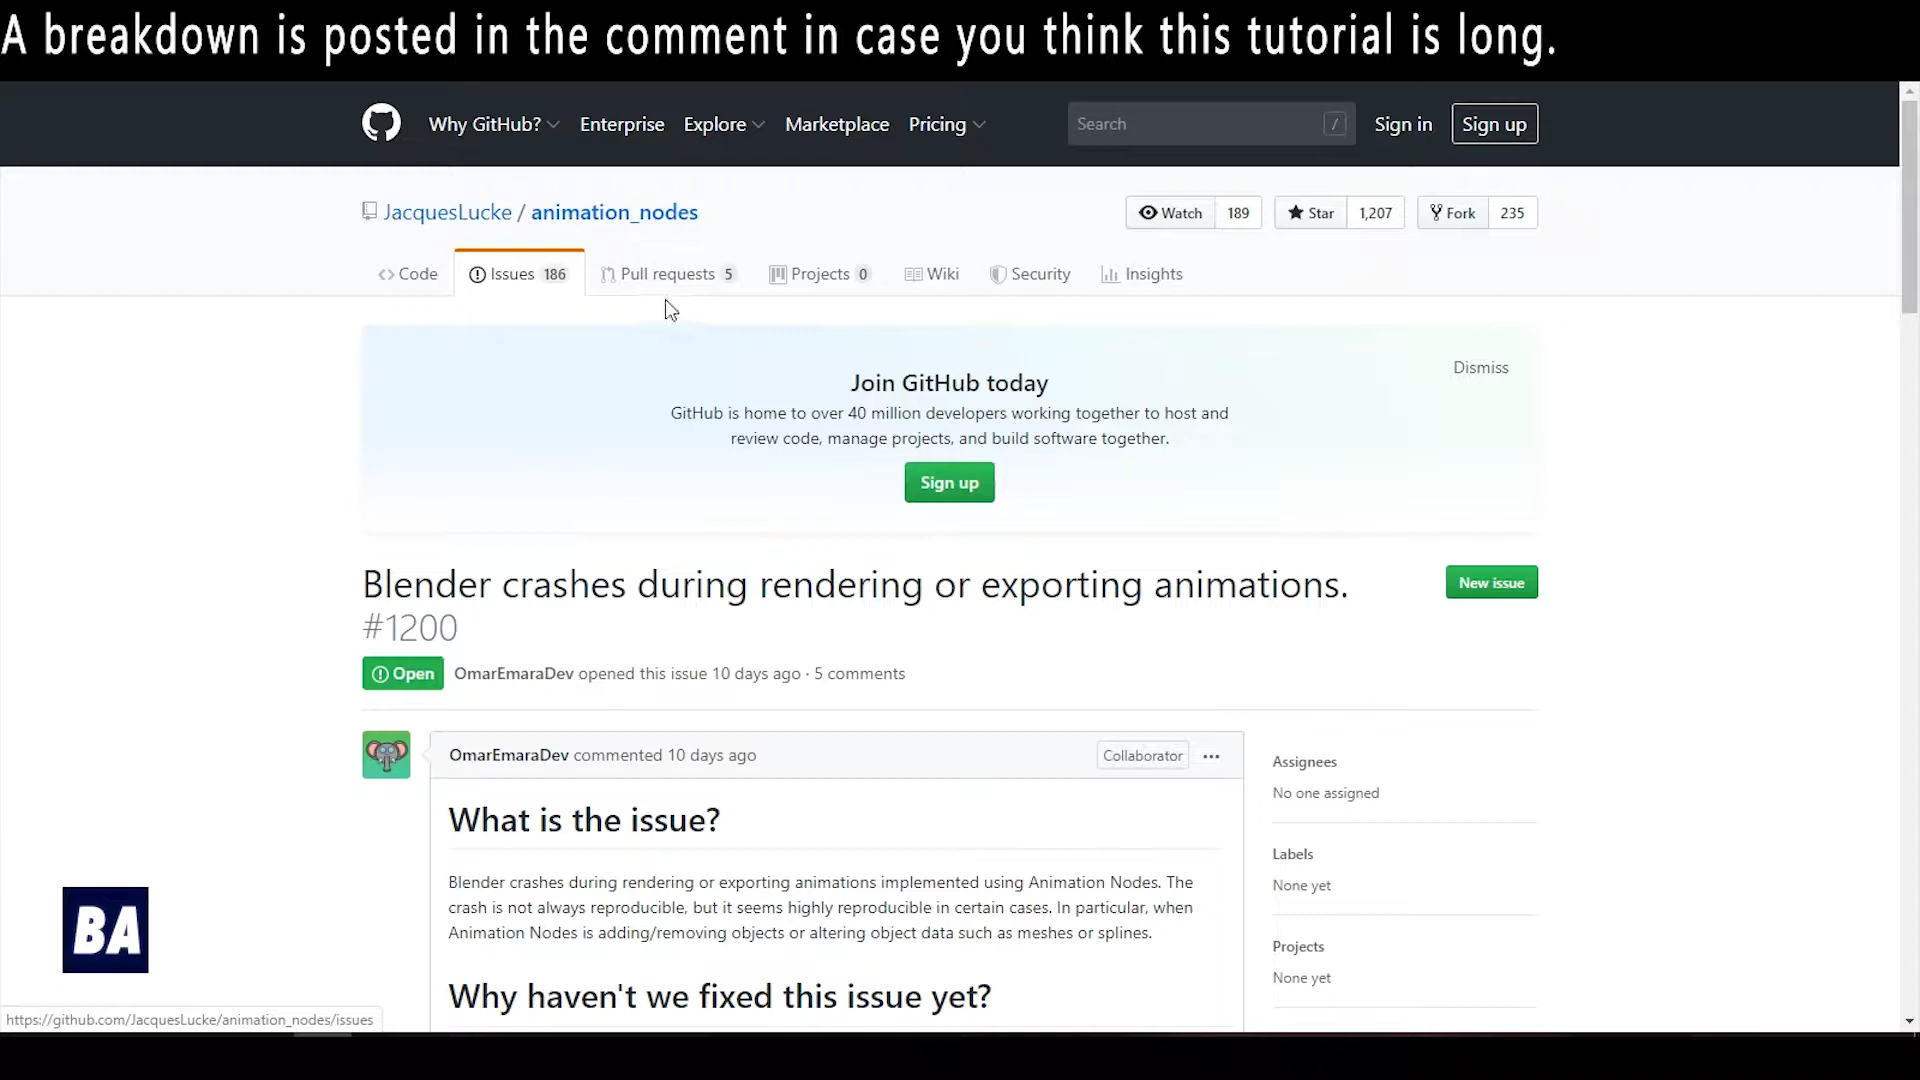 A breakdown is posted in the comment in case you think this tutorial is long.
Why GitHub? Enterprise Explore Marketplace Pricing Search / Sign in Sign up
JacquesLucke / animation_nodes Watch 189 Star 1,207 Fork 235
Code Issues 186 Pull requests 5 Projects 0 Wiki Security Insights
Dismiss
Join GitHub today
GitHub is home to over 40 million developers working together to host and
review code, manage projects, and build software together.
Sign up
Blender crashes during rendering or exporting animations.
#1200
New issue
Open OmarEmaraDev opened this issue 10 days ago · 5 comments
OmarEmaraDev commented 10 days ago Collaborator ...
What is the issue?
Blender crashes during rendering or exporting animations implemented using Animation Nodes. The
crash is not always reproducible, but it seems highly reproducible in certain cases. In particular, when
Animation Nodes is adding/removing objects or altering object data such as meshes or splines.
Why haven't we fixed this issue yet?
Assignees
No one assigned
Labels
None yet
Projects
None yet
BA
https://github.com/JacquesLucke/animation_nodes/issues